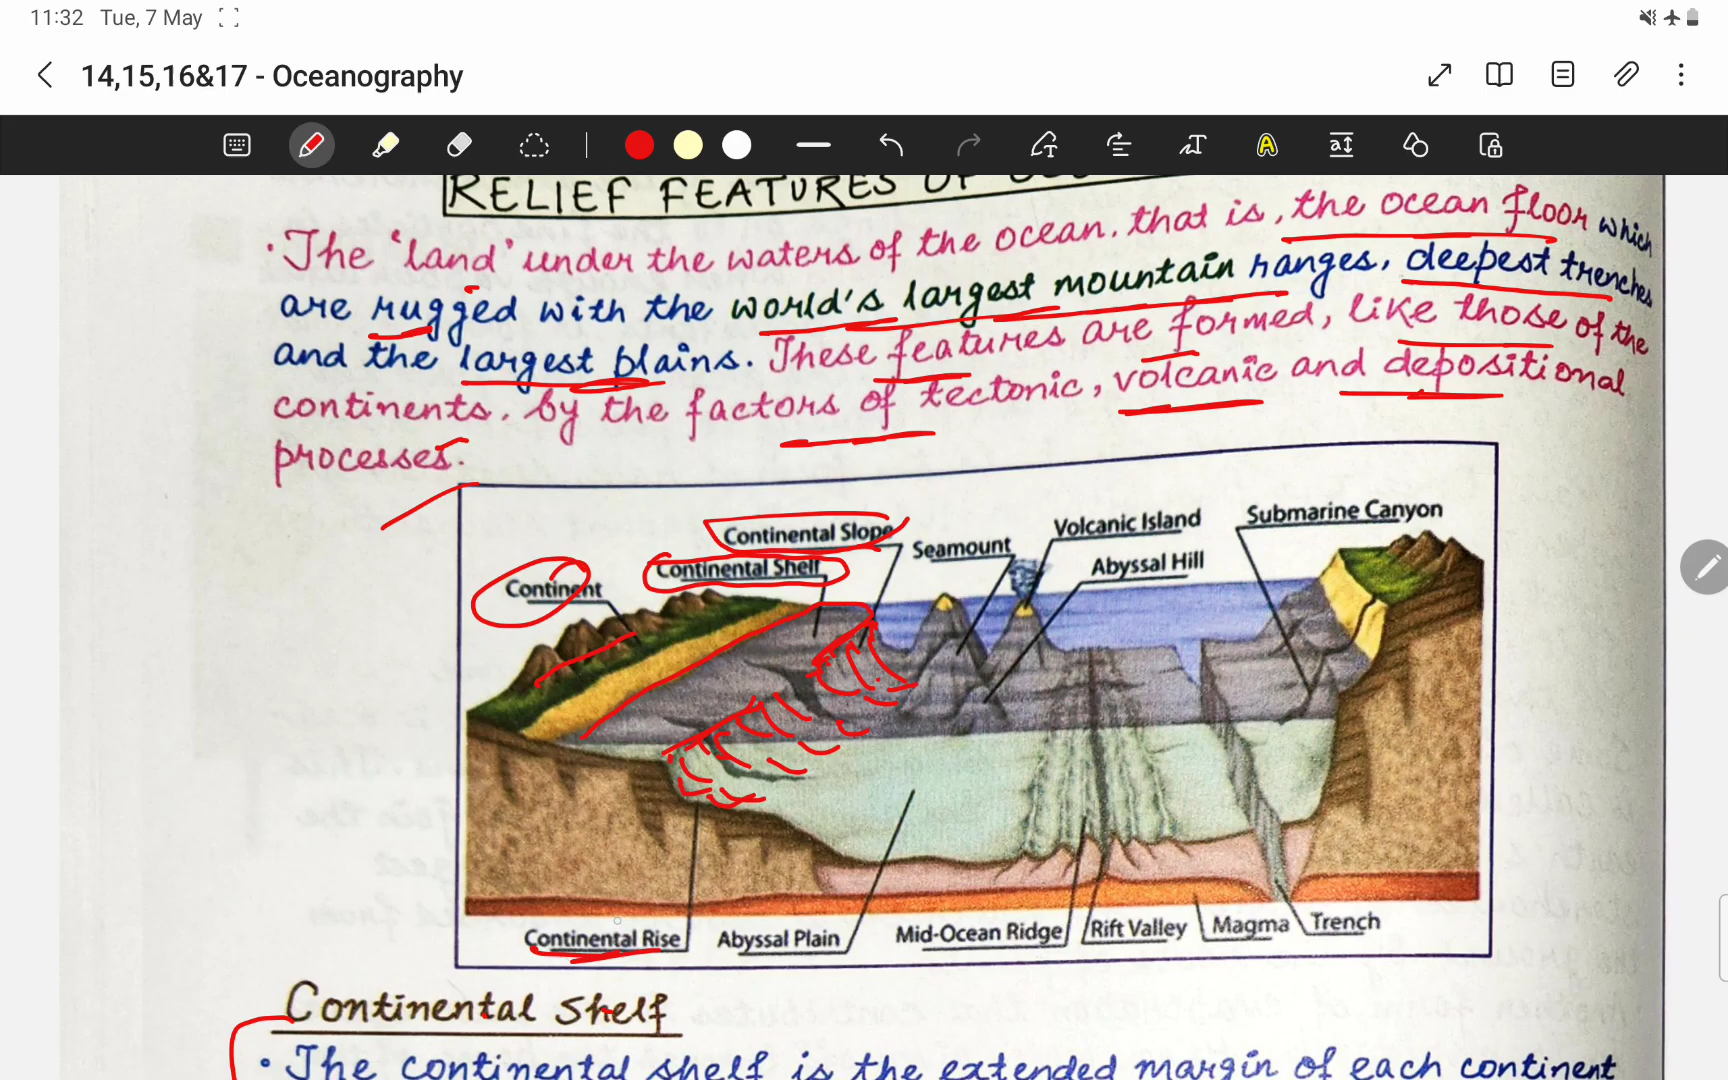 11:32 Tue, 7 May
14,15,16&17 - Oceanography
RELIEF FEATURES OF
· The 'land' under the waters of the ocean, that is, the ocean floor which
are rugged with the world's largest mountain ranges, deepest trenches
and the largest plains. These features are formed, like those of the
continents, by the factors of tectonic, volcanic and depositional
processes.
Continental Slope
Seamount
Volcanic Island
Submarine Canyon
Continental Shelf
Abyssal Hill
Continent
Continental Rise
Abyssal Plain
Mid-Ocean Ridge
Rift Valley
Magma
Trench
Continental Shelf
· The continental shelf is the extended margin of each continent